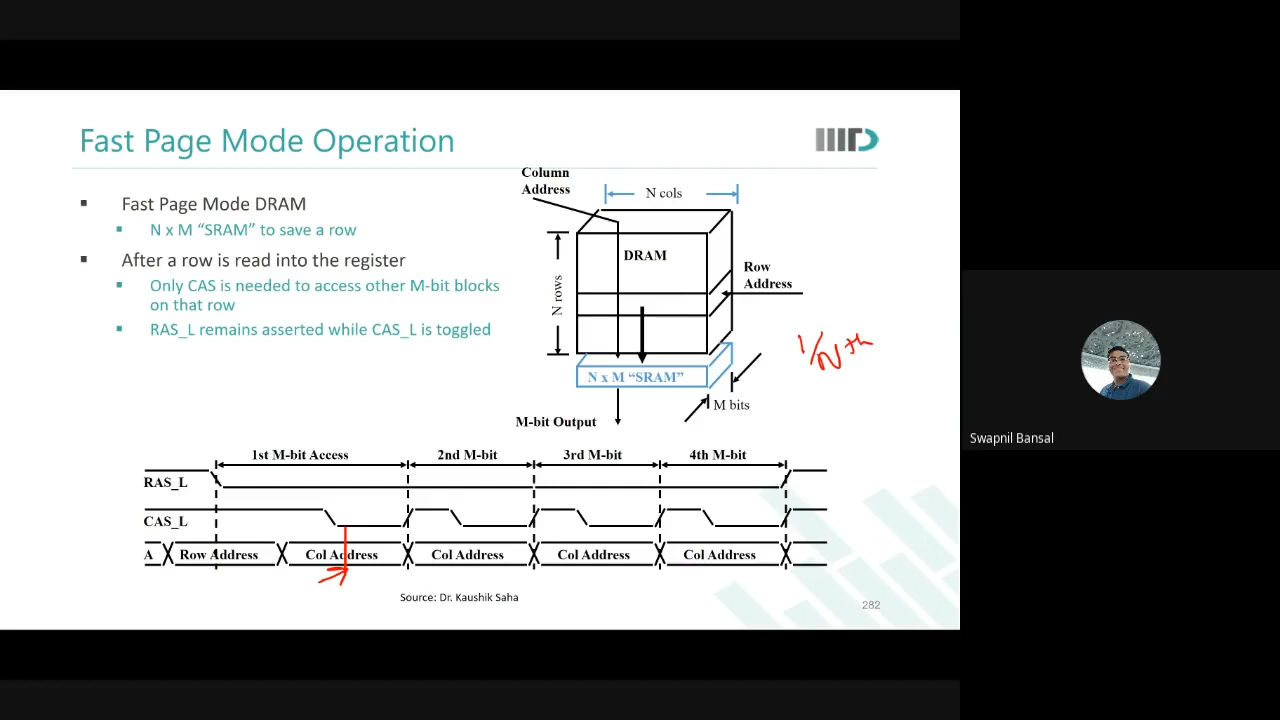 Fast Page Mode Operation
IIITD
Fast Page Mode DRAM
N x M “SRAM” to save a row
After a row is read into the register
Only CAS is needed to access other M-bit blocks
on that row
RAS_L remains asserted while CAS_L is toggled
Column
Address
N cols
DRAM
N rows
Row
Address
N x M “SRAM”
M bits
M-bit Output
1/N th
1st M-bit Access
2nd M-bit
3rd M-bit
4th M-bit
RAS_L
CAS_L
A
Row Address
Col Address
Col Address
Col Address
Col Address
Source: Dr. Kaushik Saha
282
Swapnil Bansal